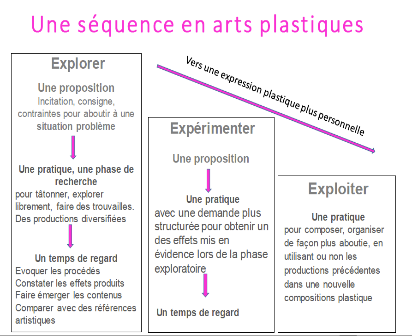 Une séquence en arts plastiques
Explorer
Une proposition
Incitation, consigne,
contraintes pour aboutir à une
situation problème
Une pratique, une phase de
recherche
pour tâtonner, explorer
librement, faire des trouvailles.
Des productions diversifiées
Un temps de regard
Evoquer les procédés
Constater les effets produits
Faire émerger les contenus
Comparer avec des références
artistiques
Vers une expression plastique plus personnelle
Expérimenter
Une proposition
Une pratique
avec une demande plus
structurée pour obtenir un
des effets mis en
évidence lors de la phase
exploratoire
Un temps de regard
Exploiter
Une pratique
pour composer, organiser
de façon plus aboutie, en
utilisant ou non les
productions précédentes
dans une nouvelle
compositions plastique